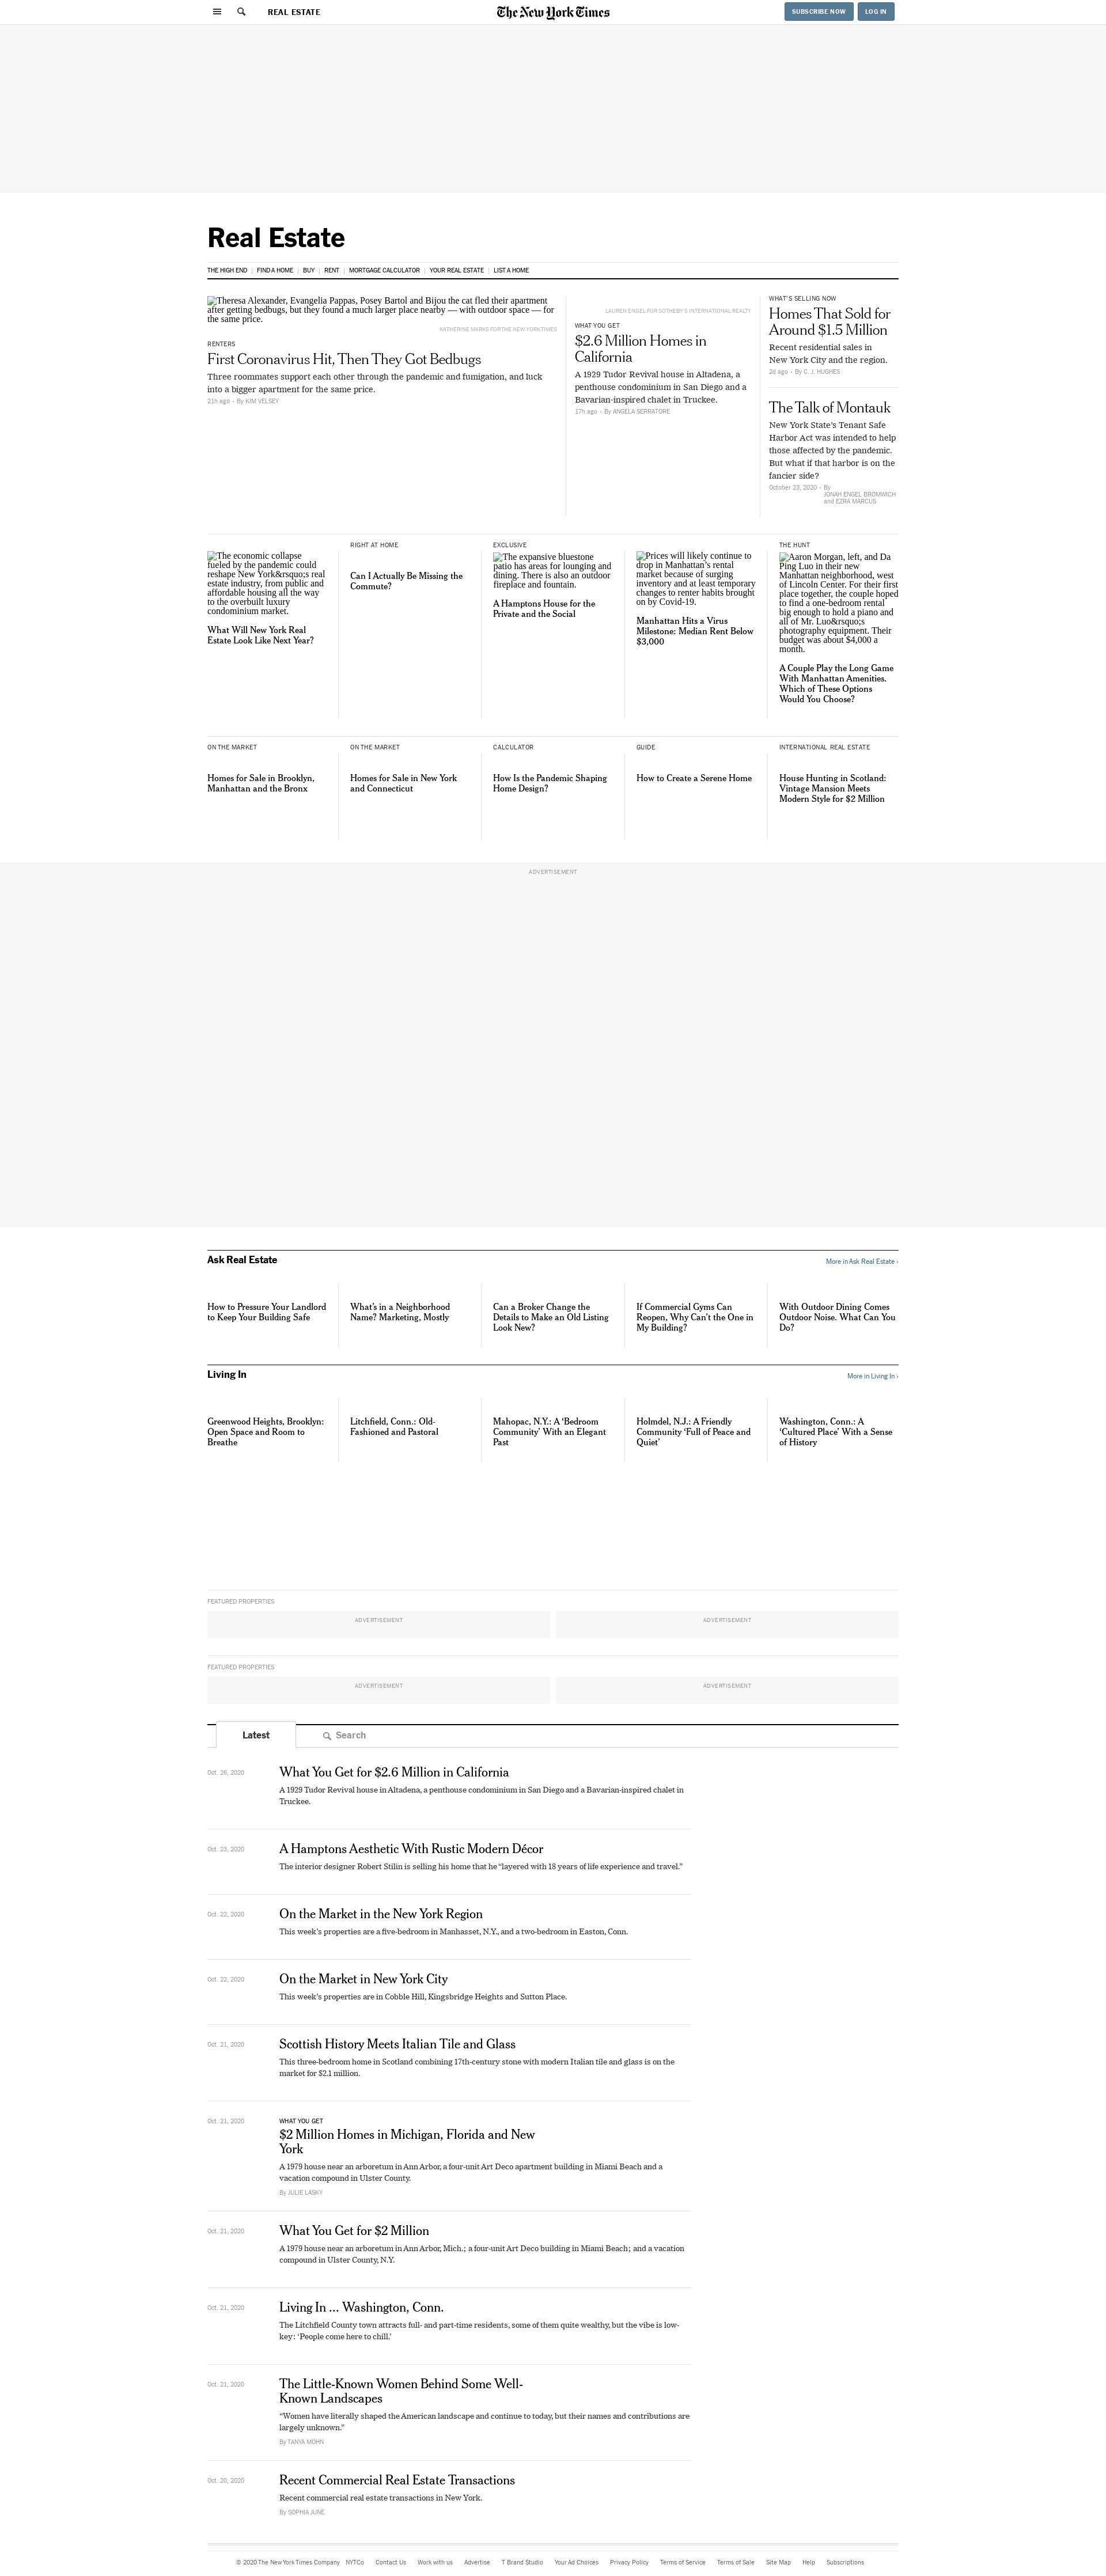 REAL ESTATE
The New York Times
SUBSCRIBE NOW
LOG IN
Real Estate
THE HIGH END | FIND A HOME | BUY | RENT | MORTGAGE CALCULATOR | YOUR REAL ESTATE | LIST A HOME
Theresa Alexander, Evangelia Pappas, Posey Bartol and Bijou the cat fled their apartment
after getting bedbugs, but they found a much larger place nearby — with outdoor space — for
the same price.
KATHERINE MARKS FOR THE NEW YORK TIMES
RENTERS
First Coronavirus Hit, Then They Got Bedbugs
Three roommates support each other through the pandemic and fumigation, and luck
into a bigger apartment for the same price.
21h ago • By KIM VELSEY
LAUREN ENGEL FOR SOTHEBY'S INTERNATIONAL REALTY
WHAT YOU GET
$2.6 Million Homes in
California
A 1929 Tudor Revival house in Altadena, a
penthouse condominium in San Diego and a
Bavarian-inspired chalet in Truckee.
17h ago • By ANGELA SERRATORE
WHAT'S SELLING NOW
Homes That Sold for
Around $1.5 Million
Recent residential sales in
New York City and the region.
2d ago • By C. J. HUGHES
The Talk of Montauk
New York State's Tenant Safe
Harbor Act was intended to help
those affected by the pandemic.
But what if that harbor is on the
fancier side?
October 23, 2020 • By
JONAH ENGEL BROMWICH
and EZRA MARCUS
The economic collapse
fueled by the pandemic could
reshape New York&rsquo;s real
estate industry, from public and
affordable housing all the way
to the overbuilt luxury
condominium market.
What Will New York Real
Estate Look Like Next Year?
RIGHT AT HOME
Can I Actually Be Missing the
Commute?
EXCLUSIVE
The expansive bluestone
patio has areas for lounging and
dining. There is also an outdoor
fireplace and fountain.
A Hamptons House for the
Private and the Social
Prices will likely continue to
drop in Manhattan's rental
market because of surging
inventory and at least temporary
changes to renter habits brought
on by Covid-19.
Manhattan Hits a Virus
Milestone: Median Rent Below
$3,000
THE HUNT
Aaron Morgan, left, and Da
Ping Luo in their new
Manhattan neighborhood, west
of Lincoln Center. For their first
place together, the couple hoped
to find a one-bedroom rental
big enough to hold a piano and
all of Mr. Luo&rsquo;s
photography equipment. Their
budget was about $4,000 a
month.
A Couple Play the Long Game
With Manhattan Amenities.
Which of These Options
Would You Choose?
ON THE MARKET
Homes for Sale in Brooklyn,
Manhattan and the Bronx
ON THE MARKET
Homes for Sale in New York
and Connecticut
CALCULATOR
How Is the Pandemic Shaping
Home Design?
GUIDE
How to Create a Serene Home
INTERNATIONAL REAL ESTATE
House Hunting in Scotland:
Vintage Mansion Meets
Modern Style for $2 Million
ADVERTISEMENT
Ask Real Estate
More in Ask Real Estate ›
How to Pressure Your Landlord
to Keep Your Building Safe
What's in a Neighborhood
Name? Marketing, Mostly
Can a Broker Change the
Details to Make an Old Listing
Look New?
If Commercial Gyms Can
Reopen, Why Can't the One in
My Building?
With Outdoor Dining Comes
Outdoor Noise. What Can You
Do?
Living In
More in Living In ›
Greenwood Heights, Brooklyn:
Open Space and Room to
Breathe
Litchfield, Conn.: Old-
Fashioned and Pastoral
Mahopac, N.Y.: A 'Bedroom
Community' With an Elegant
Past
Holmdel, N.J.: A Friendly
Community 'Full of Peace and
Quiet'
Washington, Conn.: A
'Cultured Place' With a Sense
of History
FEATURED PROPERTIES
ADVERTISEMENT
ADVERTISEMENT
FEATURED PROPERTIES
ADVERTISEMENT
ADVERTISEMENT
Latest
Search
Oct. 26, 2020
What You Get for $2.6 Million in California
A 1929 Tudor Revival house in Altadena, a penthouse condominium in San Diego and a Bavarian-inspired chalet in
Truckee.
Oct. 23, 2020
A Hamptons Aesthetic With Rustic Modern Décor
The interior designer Robert Stilin is selling his home that he “layered with 18 years of life experience and travel.”
Oct. 22, 2020
On the Market in the New York Region
This week's properties are a five-bedroom in Manhasset, N.Y., and a two-bedroom in Easton, Conn.
Oct. 22, 2020
On the Market in New York City
This week's properties are in Cobble Hill, Kingsbridge Heights and Sutton Place.
Oct. 21, 2020
Scottish History Meets Italian Tile and Glass
This three-bedroom home in Scotland combining 17th-century stone with modern Italian tile and glass is on the
market for $2.1 million.
Oct. 21, 2020
WHAT YOU GET
$2 Million Homes in Michigan, Florida and New
York
A 1979 house near an arboretum in Ann Arbor, a four-unit Art Deco apartment building in Miami Beach and a
vacation compound in Ulster County.
By JULIE LASKY
Oct. 21, 2020
What You Get for $2 Million
A 1979 house near an arboretum in Ann Arbor, Mich.; a four-unit Art Deco building in Miami Beach; and a vacation
compound in Ulster County, N.Y.
Oct. 21, 2020
Living In ... Washington, Conn.
The Litchfield County town attracts full- and part-time residents, some of them quite wealthy, but the vibe is low-
key: ‘People come here to chill.’
Oct. 21, 2020
The Little-Known Women Behind Some Well-
Known Landscapes
“Women have literally shaped the American landscape and continue to today, but their names and contributions are
largely unknown.”
By TANYA MOHN
Oct. 20, 2020
Recent Commercial Real Estate Transactions
Recent commercial real estate transactions in New York.
By SOPHIA JUNE
© 2020 The New York Times Company NYTCo Contact Us Work with us Advertise T Brand Studio Your Ad Choices Privacy Policy Terms of Service Terms of Sale Site Map Help Subscriptions